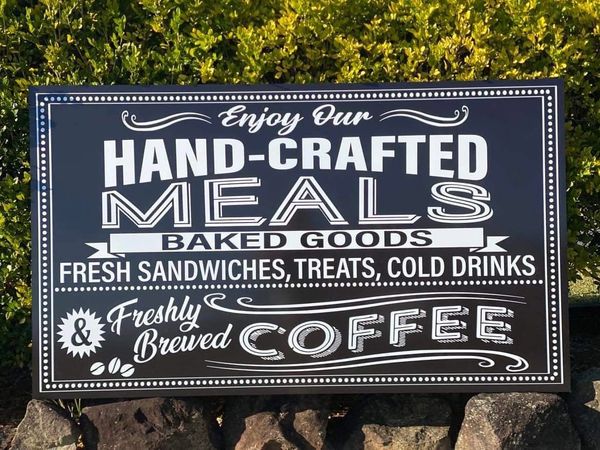 Enjoy Our
HAND-CRAFTED
MEALS
BAKED GOODS
FRESH SANDWICHES, TREATS, COLD DRINKS
& Freshly
Brewed
COFFEE